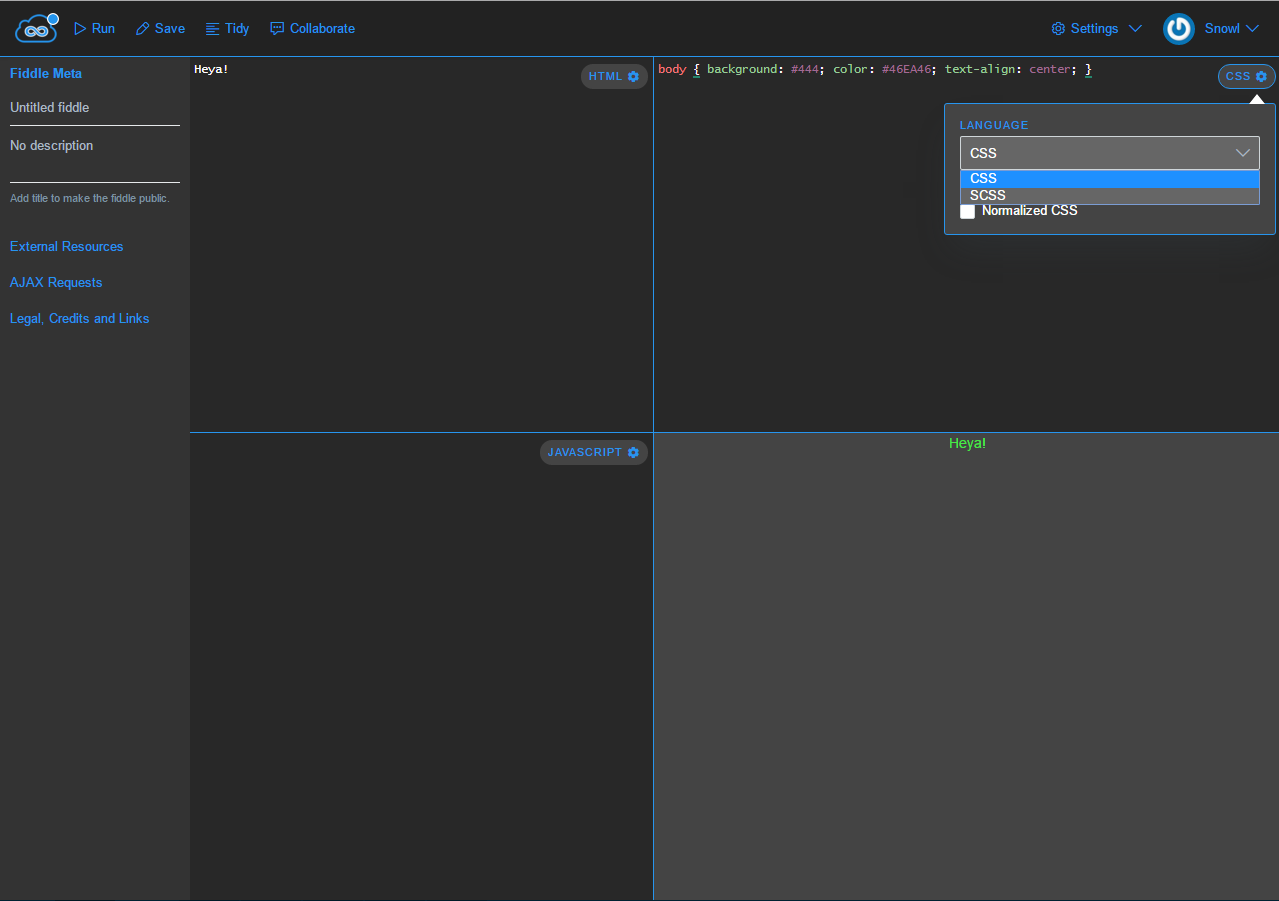 Run Save Tidy Collaborate Settings Snowl
Fiddle Meta
Untitled fiddle
No description
Add title to make the fiddle public.
External Resources
AJAX Requests
Legal, Credits and Links
Heya!
HTML
body { background: #444; color: #46EA46; text-align: center; }
CSS
LANGUAGE
CSS
CSS
SCSS
Normalized CSS
JAVASCRIPT
Heya!